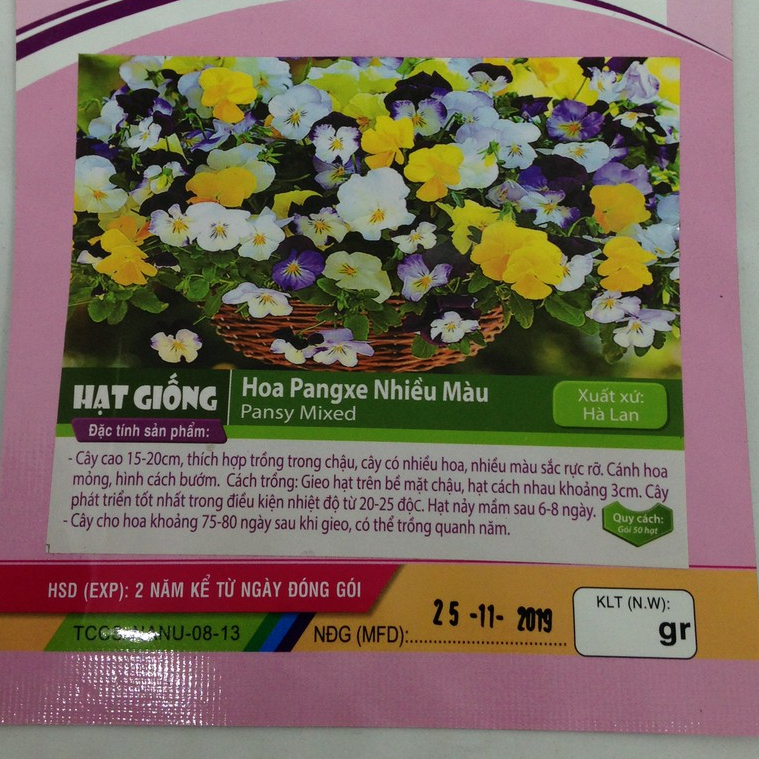 HẠT GIỐNG
Hoa Pangxe Nhiều Màu
Pansy Mixed
Xuất xứ:
Hà Lan
Đặc tính sản phẩm:
- Cây cao 15-20cm, thích hợp trồng trong chậu, cây có nhiều hoa, nhiều màu sắc rực rỡ. Cánh hoa
mỏng, hình cách bướm. Cách trồng: Gieo hạt trên bề mặt chậu, hạt cách nhau khoảng 3cm. Cây
phát triển tốt nhất trong điều kiện nhiệt độ từ 20-25 độC. Hạt nảy mầm sau 6-8 ngày.
- Cây cho hoa khoảng 75-80 ngày sau khi gieo, có thể trồng quanh năm.
Quy cách:
Gói 50 hạt
HSD (EXP): 2 NĂM KỂ TỪ NGÀY ĐÓNG GÓI
NANU-08-13
NĐG (MFD): 25 -11- 2019
KLT (N.W):
gr